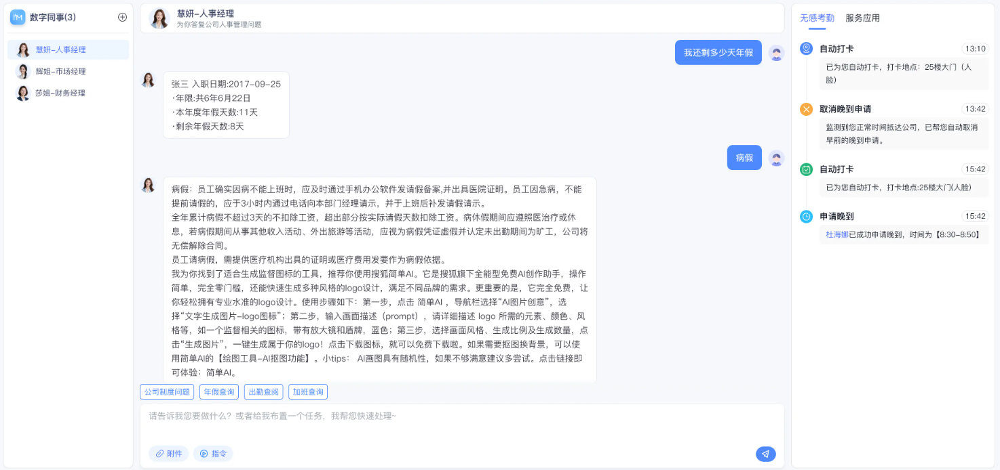 数字同事(3)
慧妍-人事经理
辉姐-市场经理
莎姐-财务经理
慧妍-人事经理
为你答复公司人事管理问题
我还剩多少天年假
张三 入职日期:2017-09-25
·年限:共6年6月22日
·本年度年假天数:11天
·剩余年假天数:8天
病假
病假：员工确实因病不能上班时，应及时通过手机办公软件发请假备案,并出具医院证明。员工因急病，不能
提前请假的，应于3小时内通过电话向本部门经理请示，并于上班后补发请假请示。
全年累计病假不超过3天的不扣除工资，超出部分按实际请假天数扣除工资。病休假期间应遵照医治疗或休
息，若病假期间从事其他收入活动、外出旅游等活动，应视为病假凭证虚假并认定未出勤期间为旷工，公司将
无偿解除合同。
员工请病假，需提供医疗机构出具的证明或医疗费用发要作为病假依据。
我为你找到了适合生成监督图标的工具，推荐你使用搜狐简单AI。它是搜狐旗下全能型免费AI创作助手，操作
简单，完全零门槛，还能快速生成多种风格的logo设计，满足不同品牌的需求。更重要的是，它完全免费，让
你轻松拥有专业水准的logo设计。使用步骤如下：第一步，点击 简单AI ，导航栏选择“AI图片创意”，选
择“文字生成图片-logo图标”；第二步，输入画面描述（prompt），请详细描述 logo 所需的元素、颜色、风
格等，如一个监督相关的图标，带有放大镜和盾牌，蓝色；第三步，选择画面风格、生成比例及生成数量，点
击“生成图片”，一键生成属于你的logo！点击下载图标，就可以免费下载啦。如果需要抠图换背景，可以使
用简单AI的【绘图工具-AI抠图功能】。小tips： AI画图具有随机性，如果不够满意建议多尝试。点击链接即
可体验：简单AI。
公司制度问题
年假查询
出勤查阅
加班查询
请告诉我您要做什么？或者给我布置一个任务，我帮您快速处理~
附件
指令
无感考勤
服务应用
自动打卡
13:10
已为您自动打卡，打卡地点：25楼大门（人
脸）
取消晚到申请
13:42
监测到您正常时间抵达公司，已帮您自动取消
早前的晚到申请。
自动打卡
15:42
已为您自动打卡，打卡地点:25楼大门(人脸)
申请晚到
15:42
杜海娜已成功申请晚到，时间为【8:30-8:50】